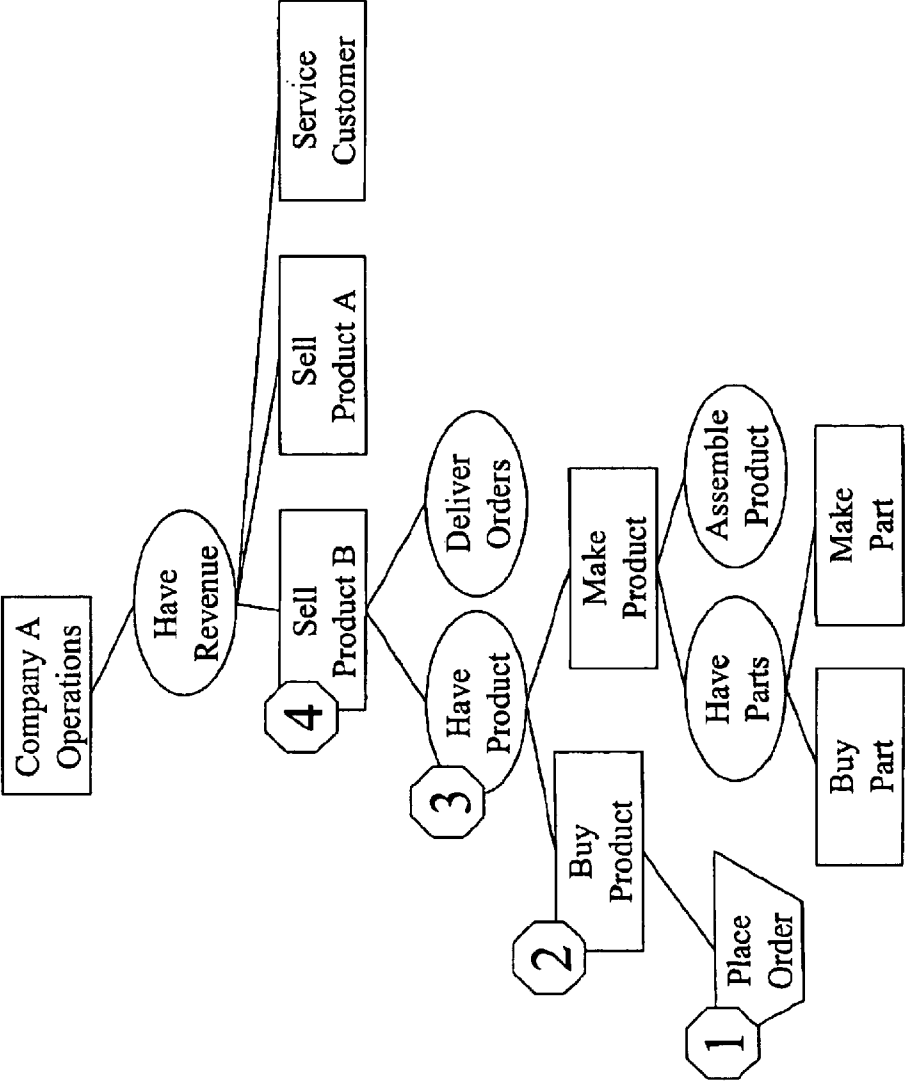 Company A
Operations
Have
Revenue
4
Sell
Product B
Sell
Product A
Service
Customer
3
Have
Product
Deliver
Orders
2
Buy
Product
Make
Product
1
Place
Order
Have
Parts
Assemble
Product
Buy
Part
Make
Part